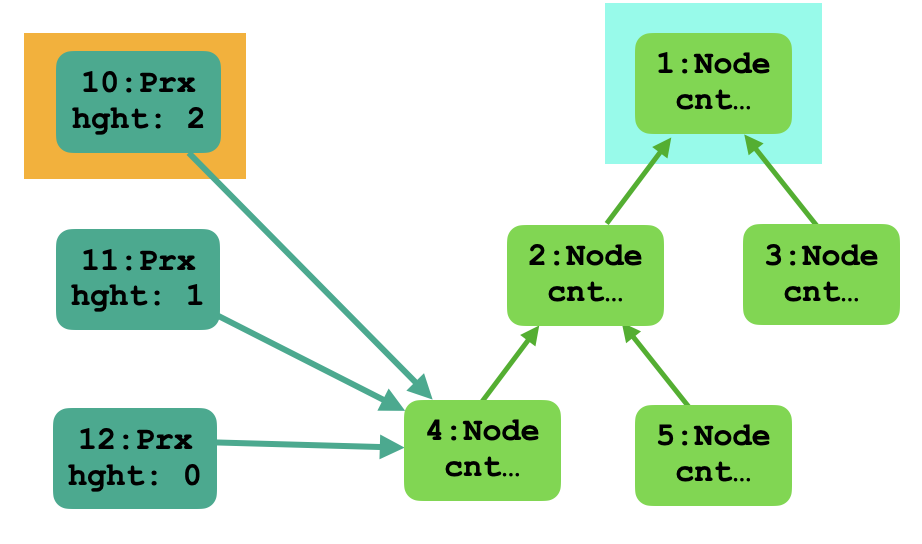 10:Prx
hght: 2
1:Node
cnt…
11:Prx
hght: 1
2:Node
cnt…
3:Node
cnt…
12:Prx
hght: 0
4:Node
cnt…
5:Node
cnt…